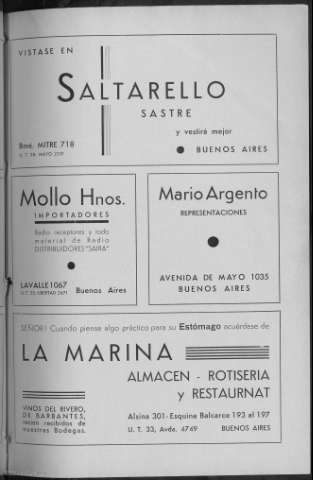 VISTASE EN
SALTARELLO
SASTRE
y vestirá mejor
Bmé. MITRE 718
BUENOS AIRES
Mollo Hnos.
IMPORTADORES
Radio receptores y todo
material de Radio
DISTRIBUIDORES "SAIRA"
LAVALLE 1067
Buenos Aires
Mario Argento
REPRESENTACIONES
AVENIDA DE MAYO 1035
BUENOS AIRES
SEÑOR! Cuando piense algo práctico para su Estómago acuérdese de
LA MARINA
ALMACEN - ROTISERIA
y RESTAURNAT
VINOS DEL RIVERO,
DE BARBANTES,
recien recibidos de
nuestras Bodegas.
Alsina 301 - Esquine Balcarce 193 al 197
U. T. 33, Avda. 4769 BUENOS AIRES